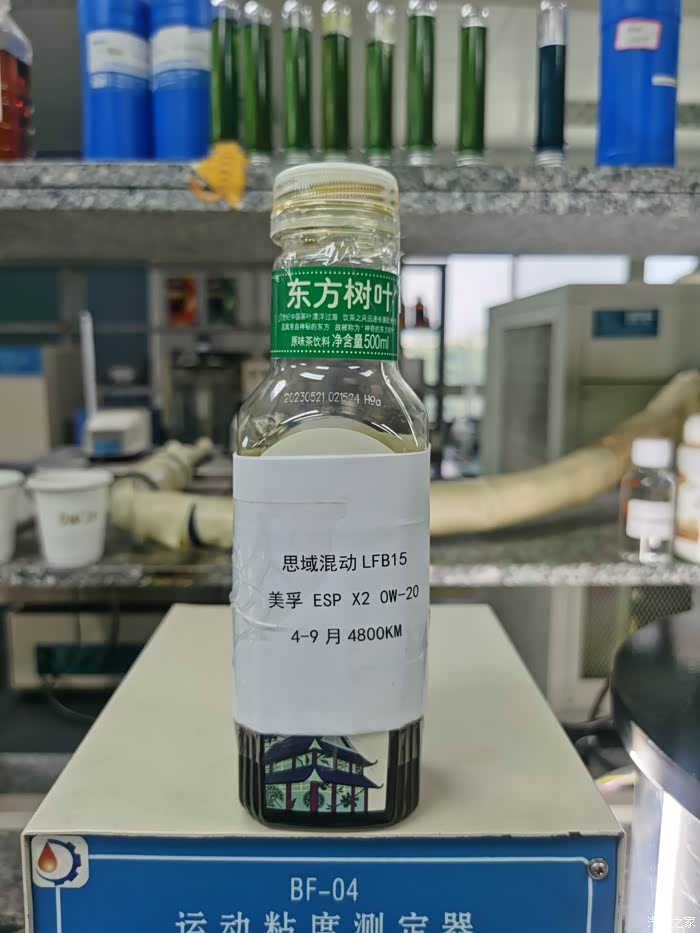 东方树叶
原味茶饮料 净含量500ml
20230521 021524 H
思域混动 LFB15
美孚 ESP X2 0W-20
4-9 月 4800KM
BF-04
运动粘度测定器